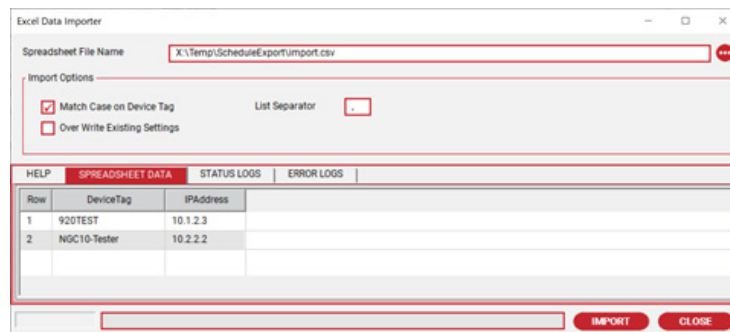 Excel Data Importer
Spreadsheet File Name X:\Temp\ScheduleExport\import.csv
Import Options
Match Case on Device Tag List Separator ,
Over Write Existing Settings
HELP SPREADSHEET DATA STATUS LOGS ERROR LOGS
Row DeviceTag IPAddress
1 920TEST 10.1.2.3
2 NGC10-Tester 10.2.2.2
IMPORT CLOSE